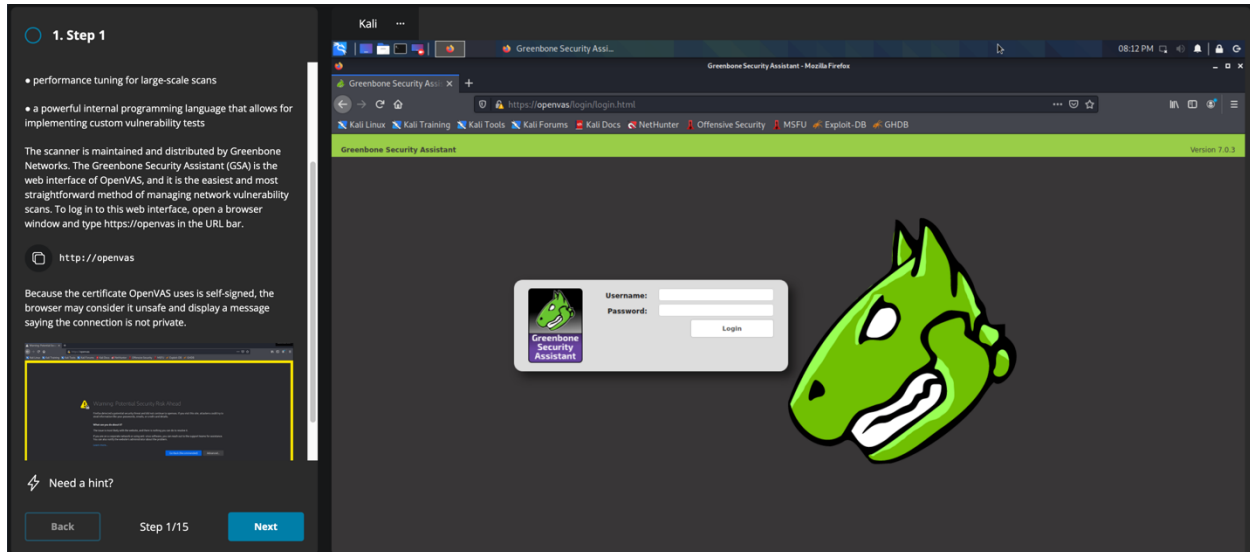 1. Step 1
• performance tuning for large-scale scans
• a powerful internal programming language that allows for
implementing custom vulnerability tests
The scanner is maintained and distributed by Greenbone
Networks. The Greenbone Security Assistant (GSA) is the
web interface of OpenVAS, and it is the easiest and most
straightforward method of managing network vulnerability
scans. To log in to this web interface, open a browser
window and type https://openvas in the URL bar.
http://openvas
Because the certificate OpenVAS uses is self-signed, the
browser may consider it unsafe and display a message
saying the connection is not private.
Warning: Potential Security Risk Ahead
Need a hint?
Back
Step 1/15
Next
Kali ...
Greenbone Security Assi...
08:12 PM
Greenbone Security Assistant - Mozilla Firefox
Greenbone Security Assi
https://openvas/login/login.html
Kali Linux Kali Training Kali Tools Kali Forums Kali Docs NetHunter Offensive Security MSFU Exploit-DB GHDB
Greenbone Security Assistant
Version 7.0.3
Username:
Password:
Login
Greenbone
Security
Assistant